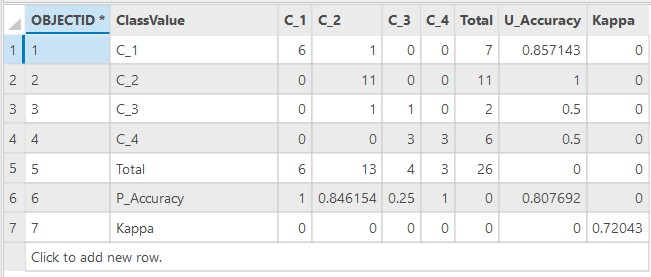 OBJECTID * ClassValue C_1 C_2 C_3 C_4 Total U_Accuracy Kappa
1 1 C_1 6 1 0 0 7 0.857143 0
2 2 C_2 0 11 0 0 11 1 0
3 3 C_3 0 1 1 0 2 0.5 0
4 4 C_4 0 0 3 3 6 0.5 0
5 5 Total 6 13 4 3 26 0 0
6 6 P_Accuracy 1 0.846154 0.25 1 0 0.807692 0
7 7 Kappa 0 0 0 0 0 0 0.72043
Click to add new row.